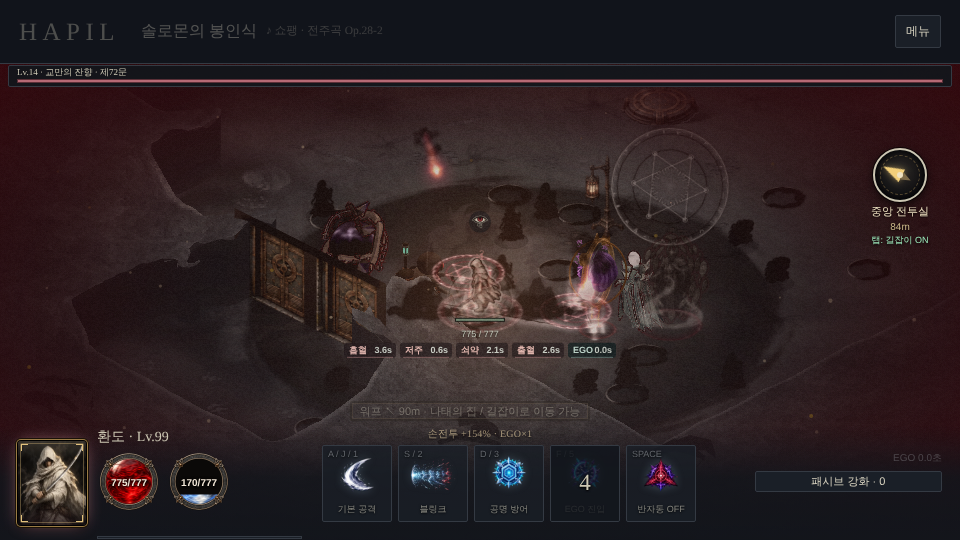 HAPIL 솔로몬의 봉인식 ♪ 쇼팽 · 전주곡 Op.28-2
메뉴
Lv.14 · 교만의 잔향 · 제72문
중앙 전투실
84m
탭: 길잡이 ON
775 / 777
흡혈 3.6s 저주 0.6s 쇠약 2.1s 출혈 2.6s EGO 0.0s
워프 ↖ 90m · 나태의 집 / 길잡이로 이동 가능
손전투 +154% · EGO×1
환도 · Lv.99
775/777 170/777
A / J / 1 S / 2 D / 3 SPACE
4
기본 공격 블링크 공명 방어 EGO 진입 반자동 OFF
EGO 0.0초
패시브 강화 · 0